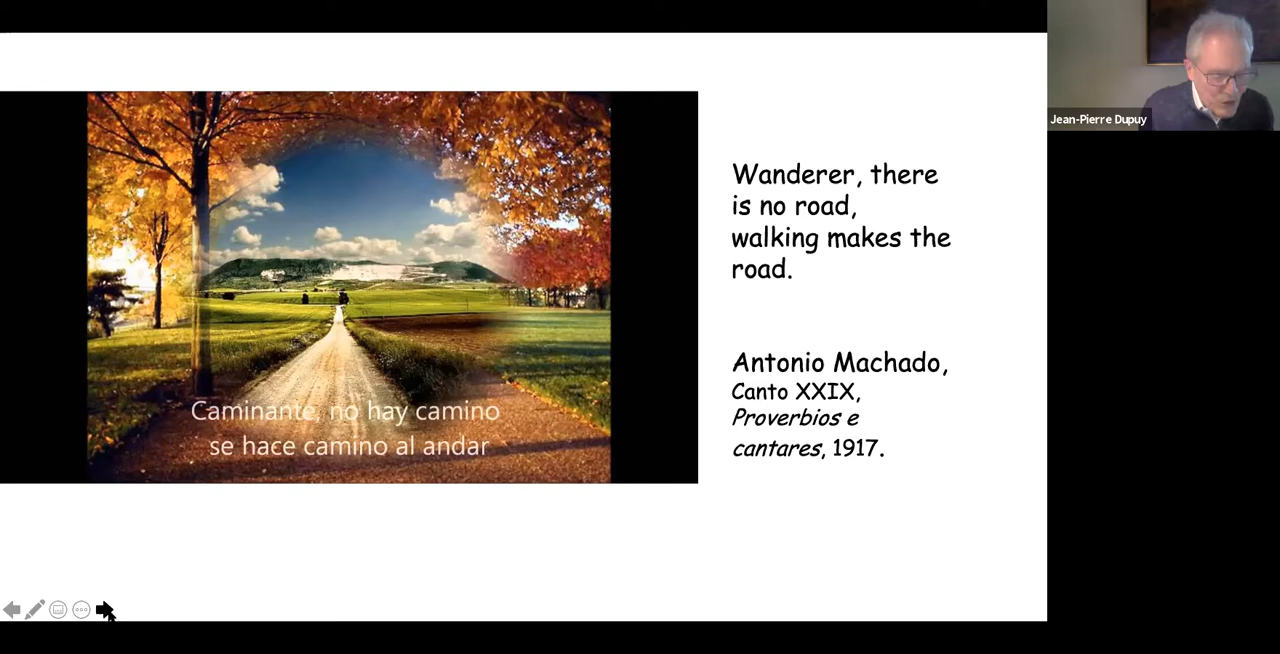 Jean-Pierre Dupuy
Wanderer, there
is no road,
walking makes the
road.
Antonio Machado,
Canto XXIX,
Proverbios e
cantares, 1917.
Caminante, no hay camino
se hace camino al andar